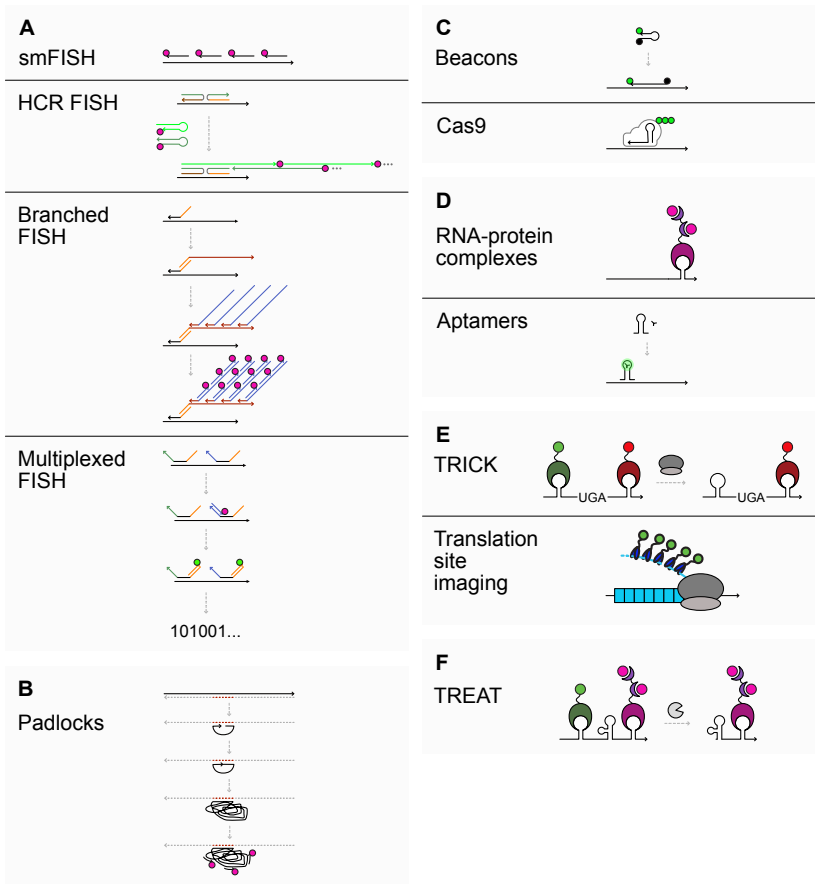 A
smFISH
HCR FISH
Branched
FISH
Multiplexed
FISH
101001...
B
Padlocks
C
Beacons
Cas9
D
RNA-protein
complexes
Aptamers
E
TRICK
UGA
UGA
Translation
site
imaging
F
TREAT